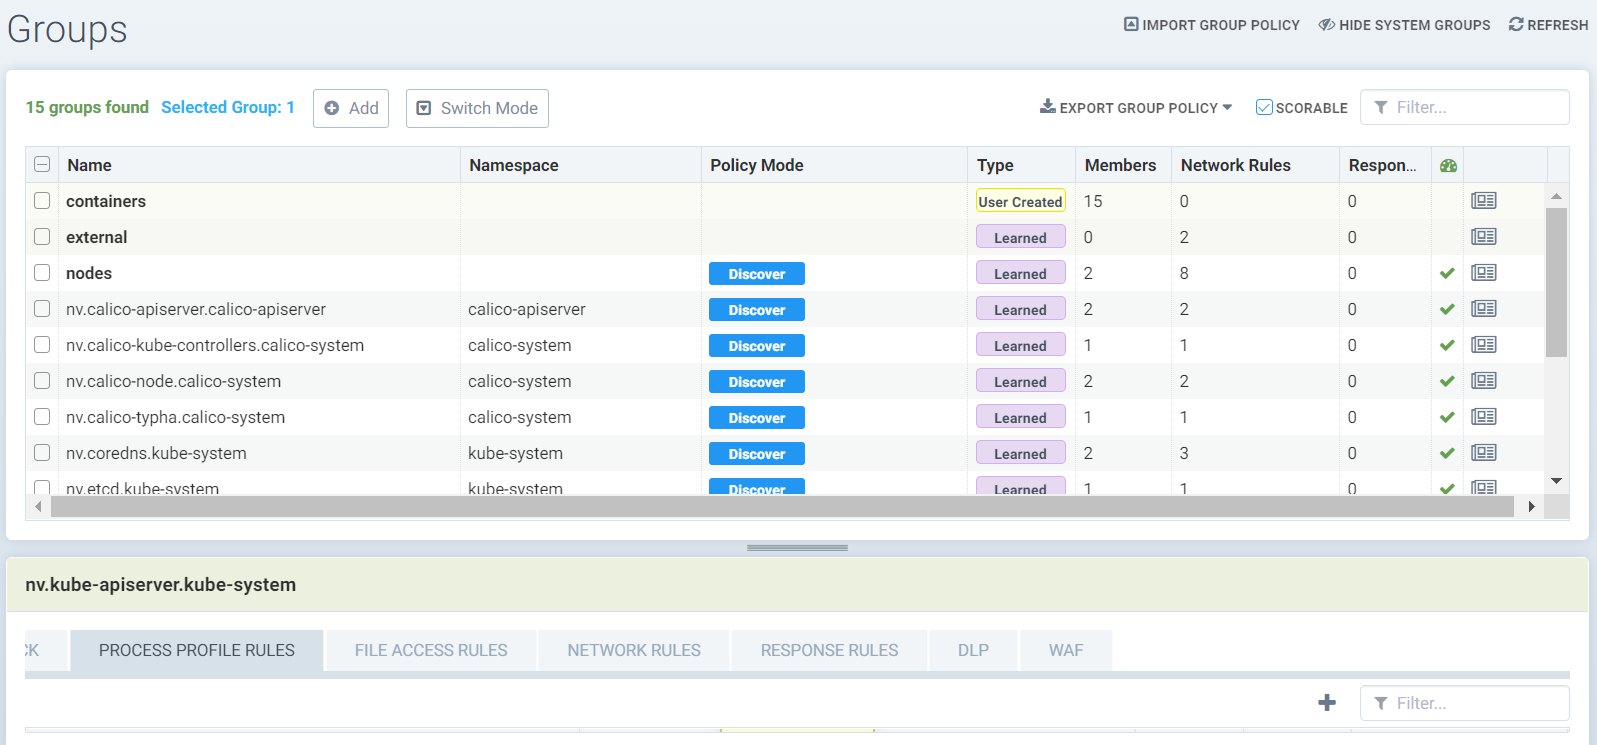 Groups
IMPORT GROUP POLICY HIDE SYSTEM GROUPS REFRESH
15 groups found Selected Group: 1 Add Switch Mode EXPORT GROUP POLICY SCORABLE Filter...
Name Namespace Policy Mode Type Members Network Rules Respon...
containers User Created 15 0 0
external Learned 0 2 0
nodes Discover Learned 2 8 0
nv.calico-apiserver.calico-apiserver calico-apiserver Discover Learned 2 2 0
nv.calico-kube-controllers.calico-system calico-system Discover Learned 1 1 0
nv.calico-node.calico-system calico-system Discover Learned 2 2 0
nv.calico-typha.calico-system calico-system Discover Learned 1 1 0
nv.coredns.kube-system kube-system Discover Learned 2 3 0
nv.etcd.kube-system kube-system Discover Learned 1 1 0
nv.kube-apiserver.kube-system
CK PROCESS PROFILE RULES FILE ACCESS RULES NETWORK RULES RESPONSE RULES DLP WAF
Filter...